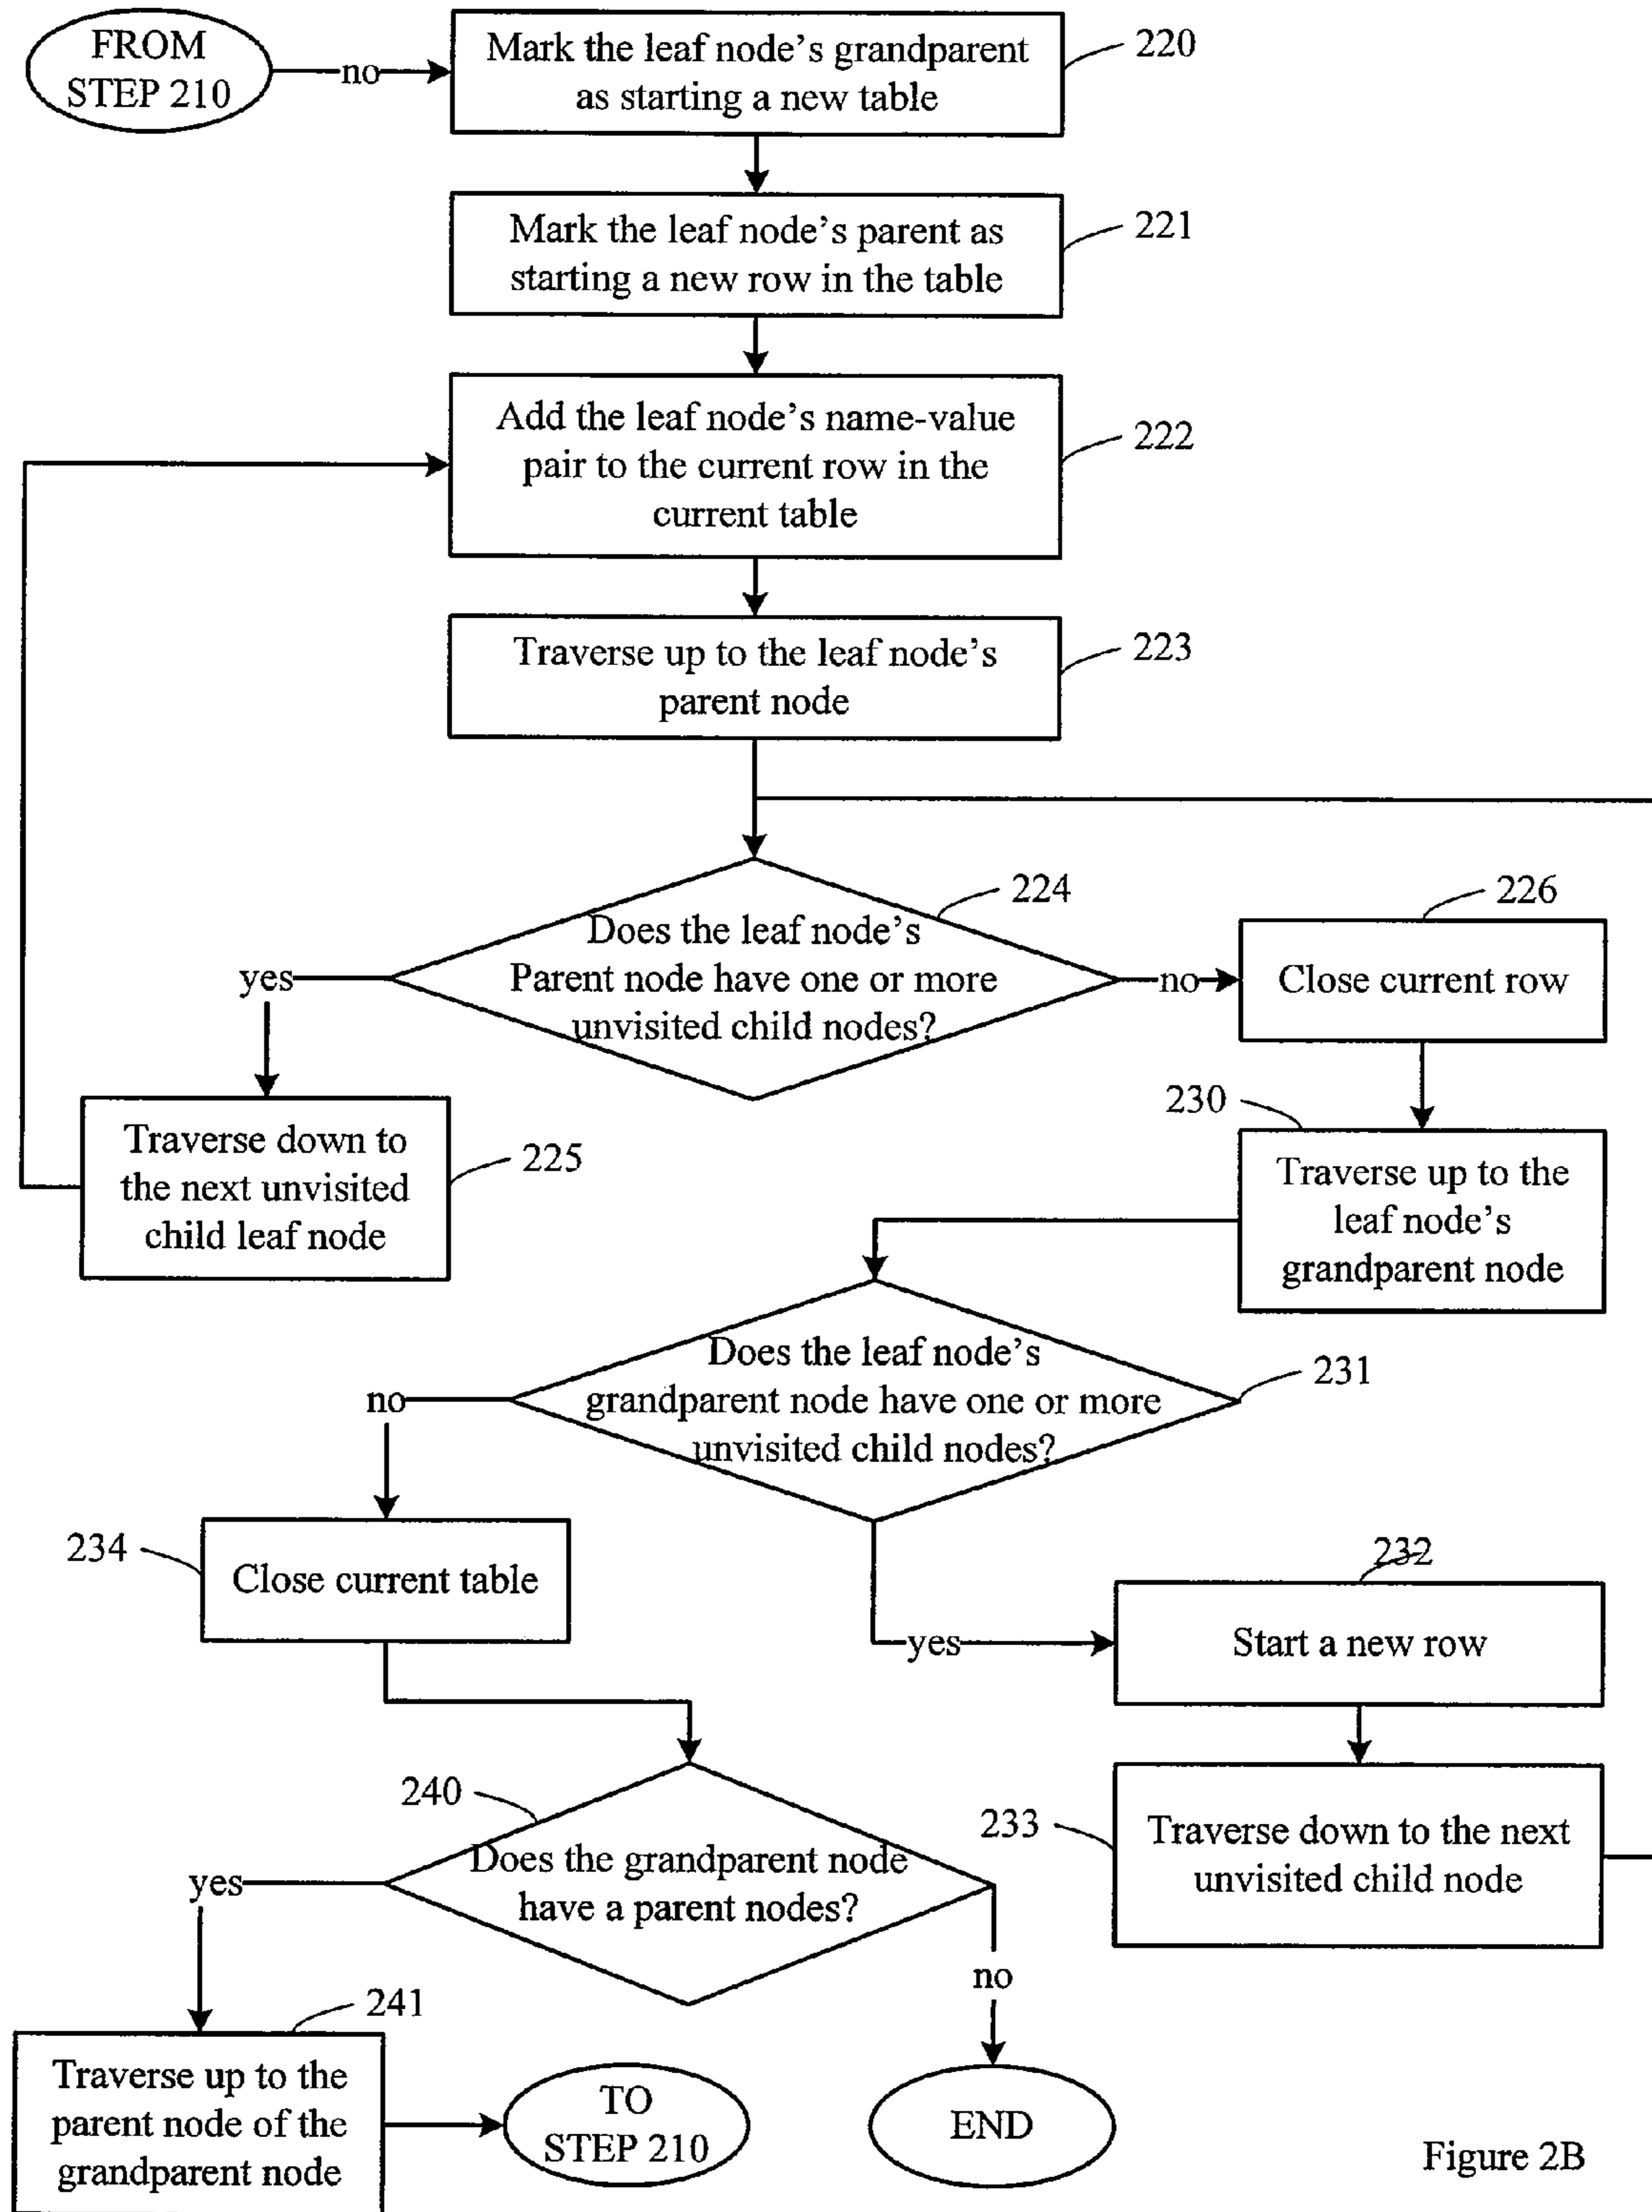 FROM
STEP 210
no
Mark the leaf node's grandparent
as starting a new table
220
Mark the leaf node's parent as
starting a new row in the table
221
Add the leaf node's name-value
pair to the current row in the
current table
222
Traverse up to the leaf node's
parent node
223
Does the leaf node's
Parent node have one or more
unvisited child nodes?
224
yes
no
226
Close current row
Traverse down to
the next unvisited
child leaf node
225
230
Traverse up to the
leaf node's
grandparent node
Does the leaf node's
grandparent node have one or more
unvisited child nodes?
231
no
yes
234
Close current table
232
Start a new row
240
Does the grandparent node
have a parent nodes?
233
Traverse down to the next
unvisited child node
yes
no
241
Traverse up to the
parent node of the
grandparent node
TO
STEP 210
END
Figure 2B